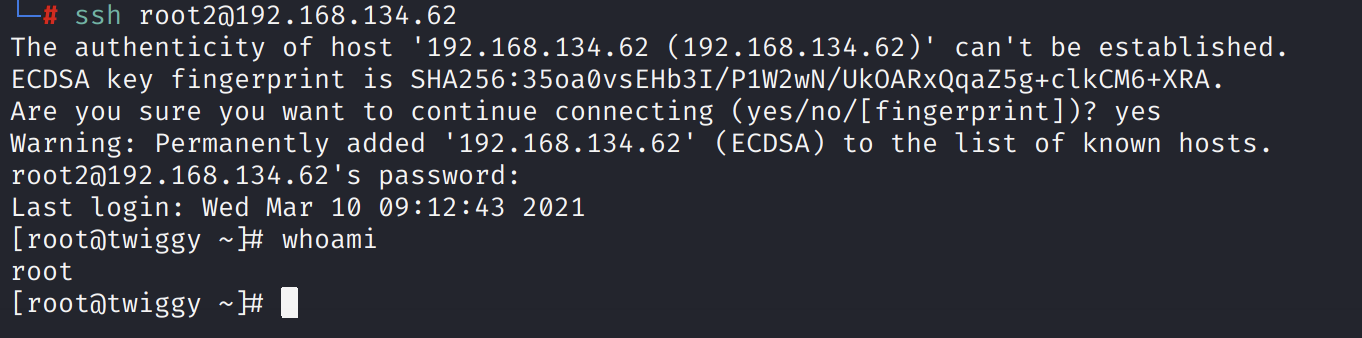 └─# ssh root2@192.168.134.62
The authenticity of host '192.168.134.62 (192.168.134.62)' can't be established.
ECDSA key fingerprint is SHA256:35oa0vsEHb3I/P1W2wN/UkOARxQqaZ5g+clkCM6+XRA.
Are you sure you want to continue connecting (yes/no/[fingerprint])? yes
Warning: Permanently added '192.168.134.62' (ECDSA) to the list of known hosts.
root2@192.168.134.62's password:
Last login: Wed Mar 10 09:12:43 2021
[root@twiggy ~]# whoami
root
[root@twiggy ~]#